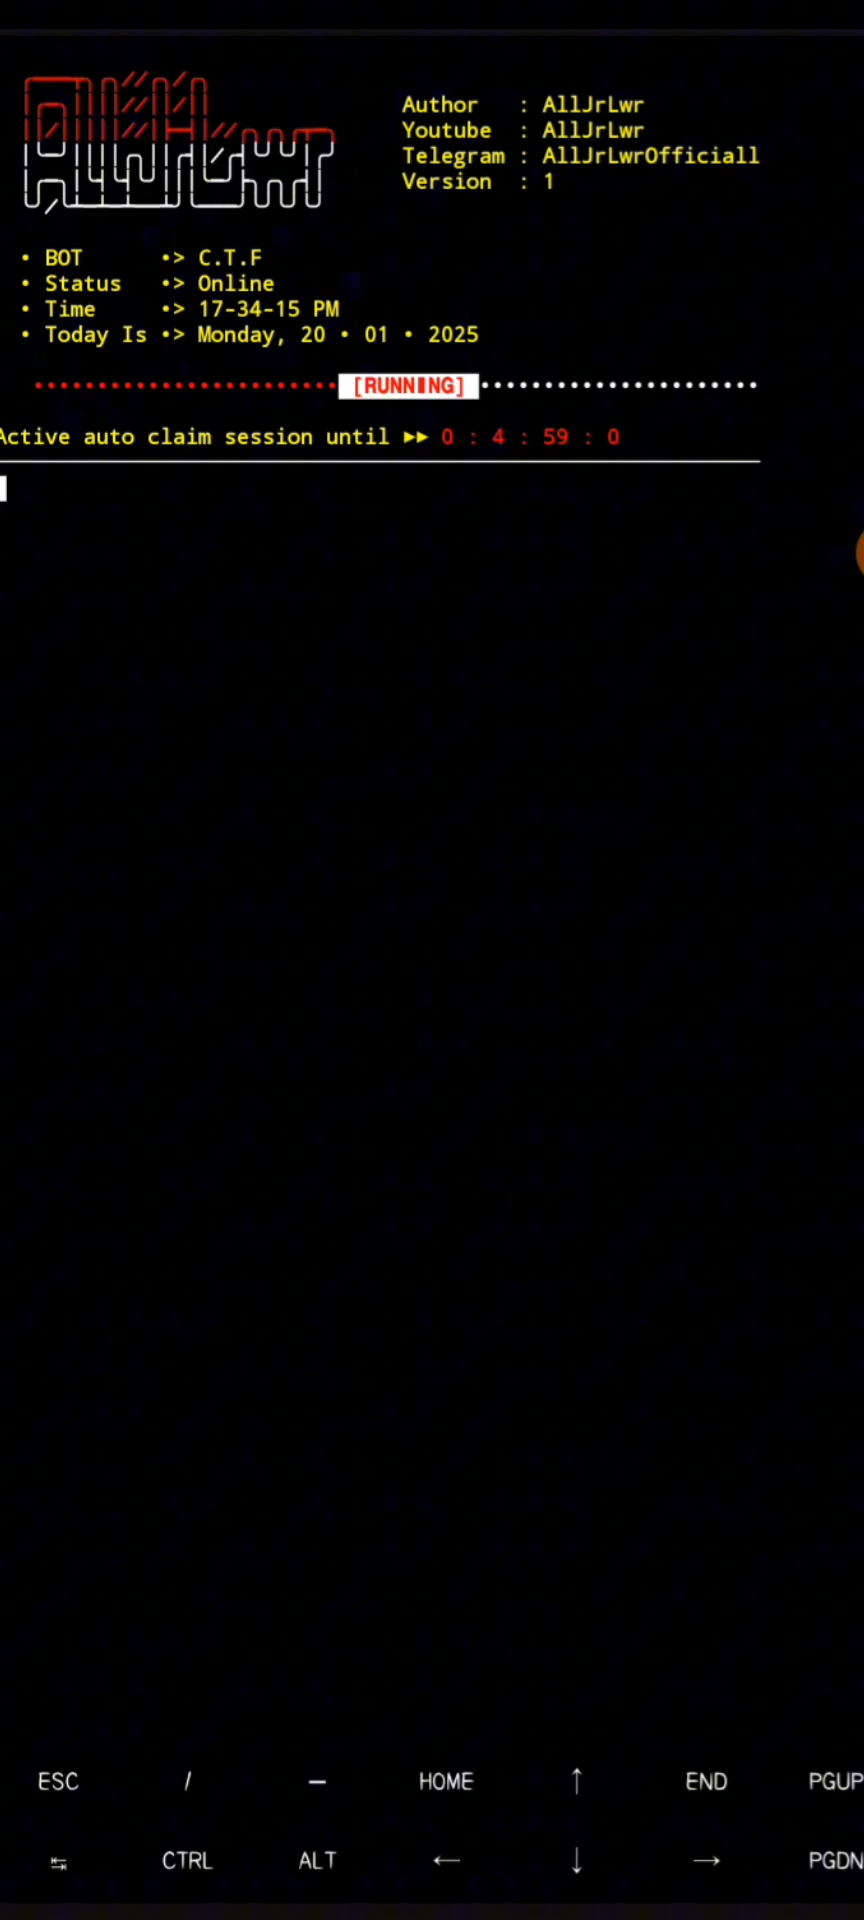 AllJrLwr
Author : AllJrLwr
Youtube : AllJrLwr
Telegram : AllJrLwrOfficiall
Version : 1
• BOT •> C.T.F
• Status •> Online
• Time •> 17-34-15 PM
• Today Is •> Monday, 20 • 01 • 2025
[RUNNING]
Active auto claim session until ►► 0 : 4 : 59 : 0
ESC / — HOME ↑ END PGUP
↹ CTRL ALT ← ↓ → PGDN